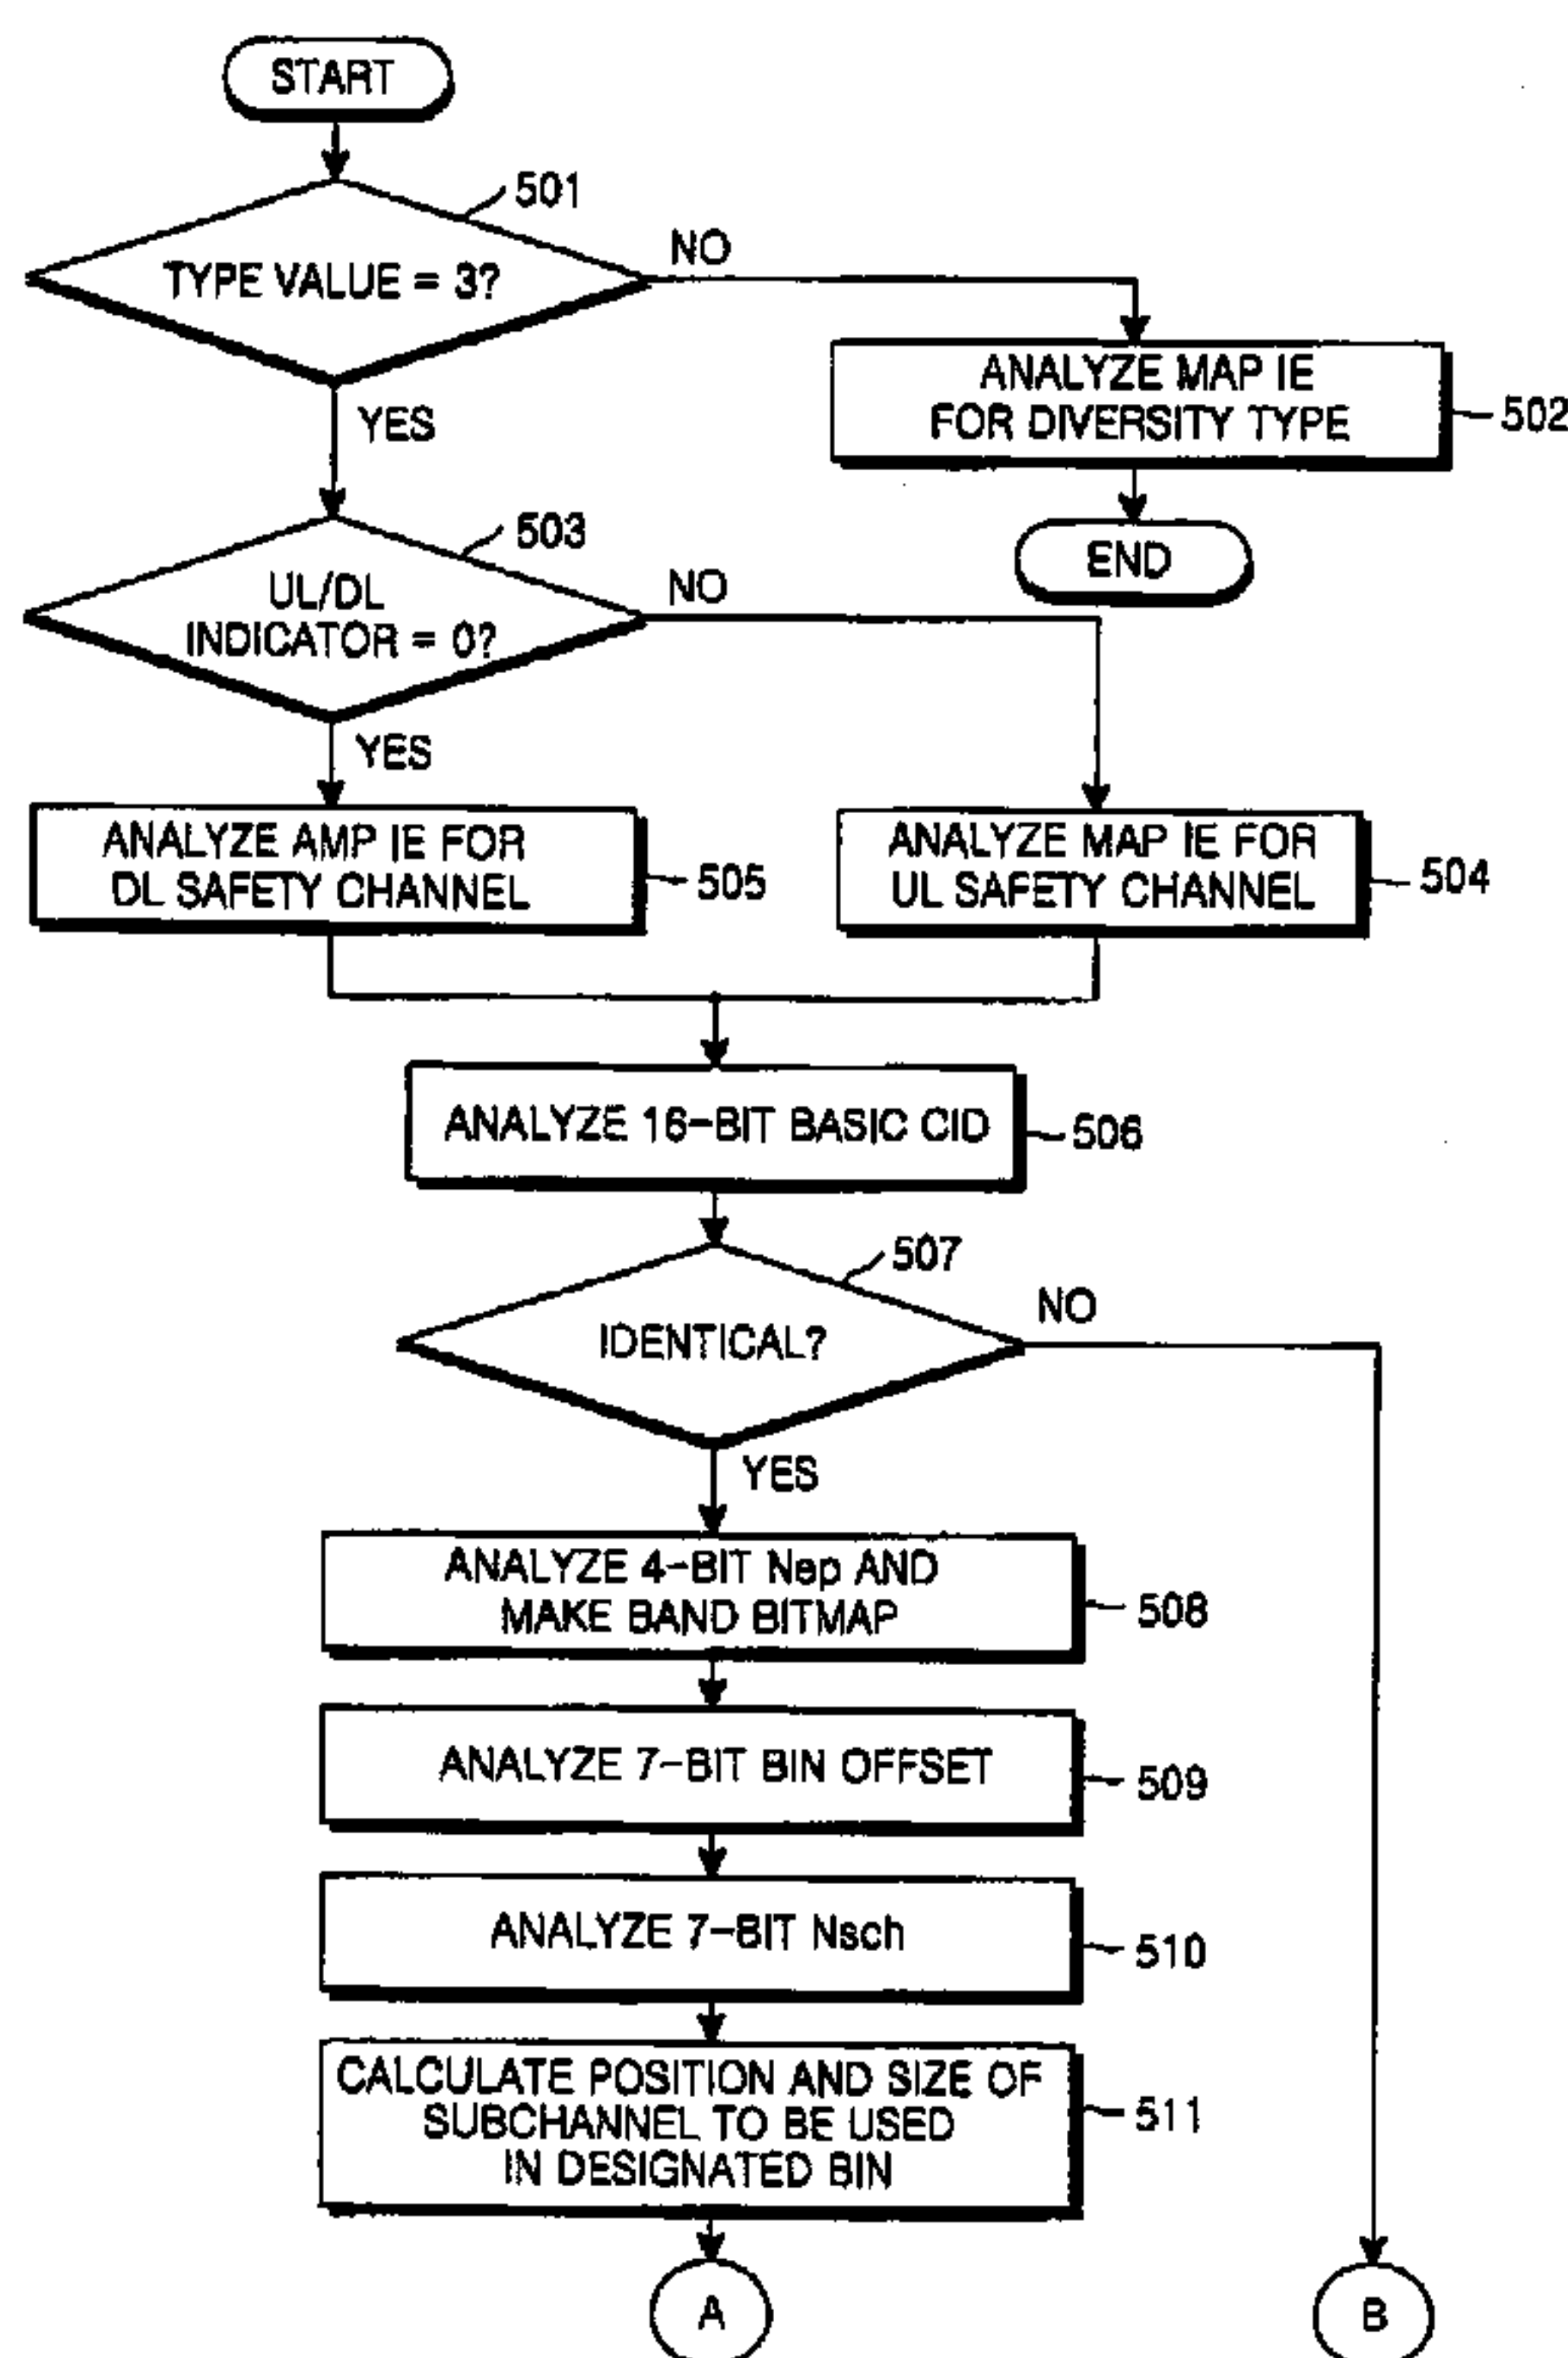 START
501
TYPE VALUE = 3?
NO
YES
ANALYZE MAP IE
FOR DIVERSITY TYPE
502
END
503
UL/DL
INDICATOR = 0?
NO
YES
ANALYZE AMP IE FOR
DL SAFETY CHANNEL
505
ANALYZE MAP IE FOR
UL SAFETY CHANNEL
504
ANALYZE 16-BIT BASIC CID
506
507
IDENTICAL?
NO
YES
ANALYZE 4-BIT Nep AND
MAKE BAND BITMAP
508
ANALYZE 7-BIT BIN OFFSET
509
ANALYZE 7-BIT Nsch
510
CALCULATE POSITION AND SIZE OF
SUBCHANNEL TO BE USED
IN DESIGNATED BIN
511
A
B